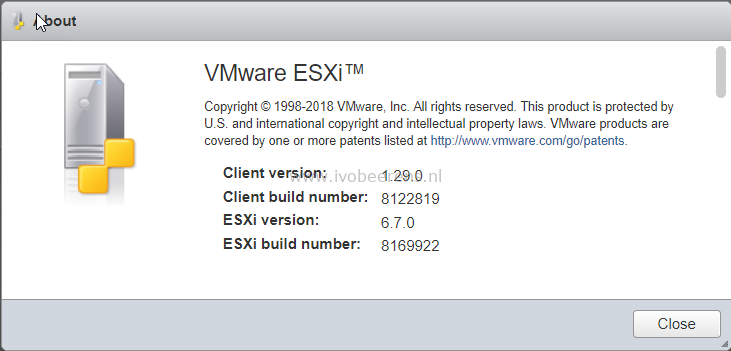 About
VMware ESXi™
Copyright © 1998-2018 VMware, Inc. All rights reserved. This product is protected by
U.S. and international copyright and intellectual property laws. VMware products are
covered by one or more patents listed at http://www.vmware.com/go/patents.
Client version: 1.29.0
www.ivobeerens.nl
Client build number: 8122819
ESXi version: 6.7.0
ESXi build number: 8169922
Close